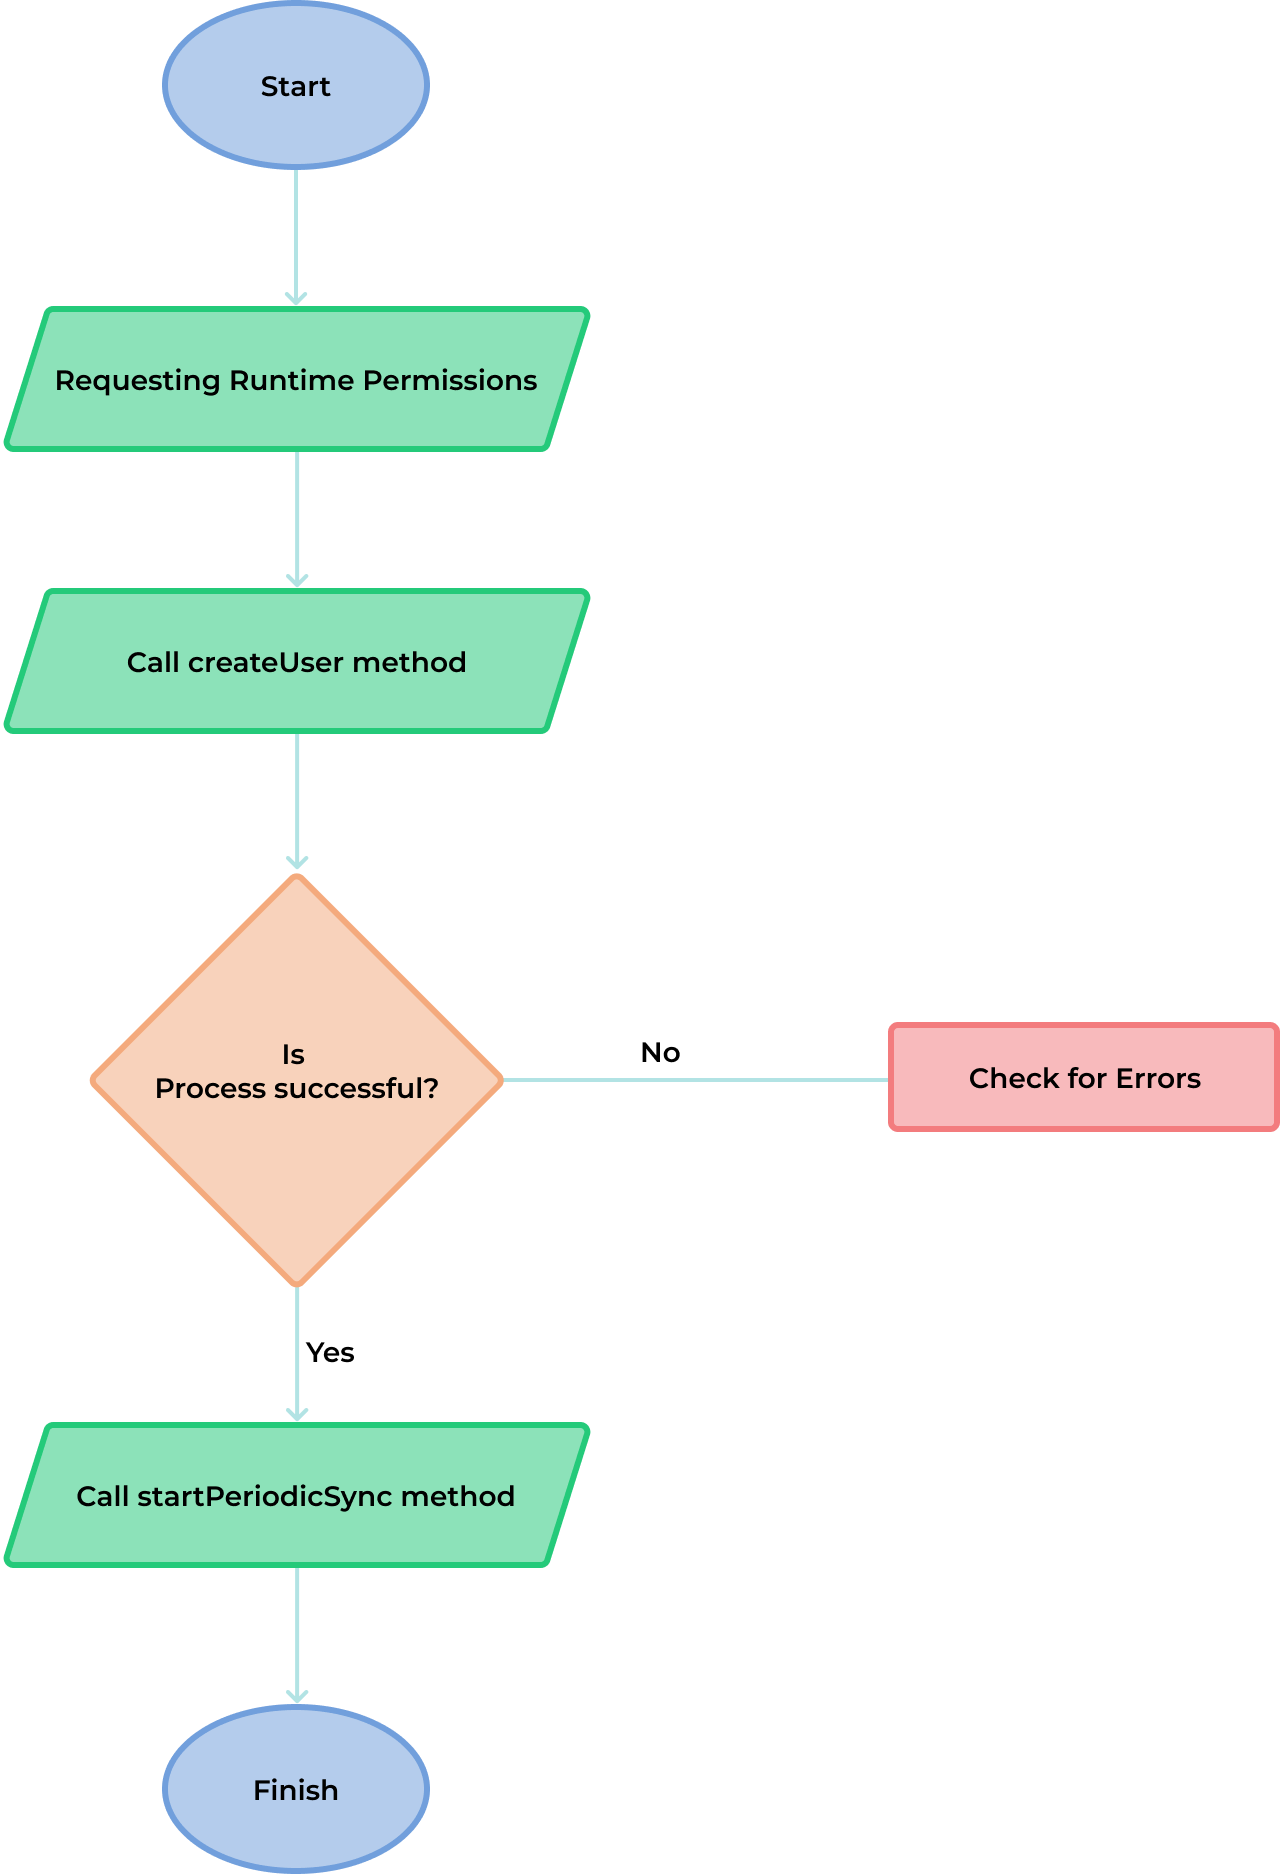 Start
Requesting Runtime Permissions
Call createUser method
Is
Process successful?
No
Check for Errors
Yes
Call startPeriodicSync method
Finish